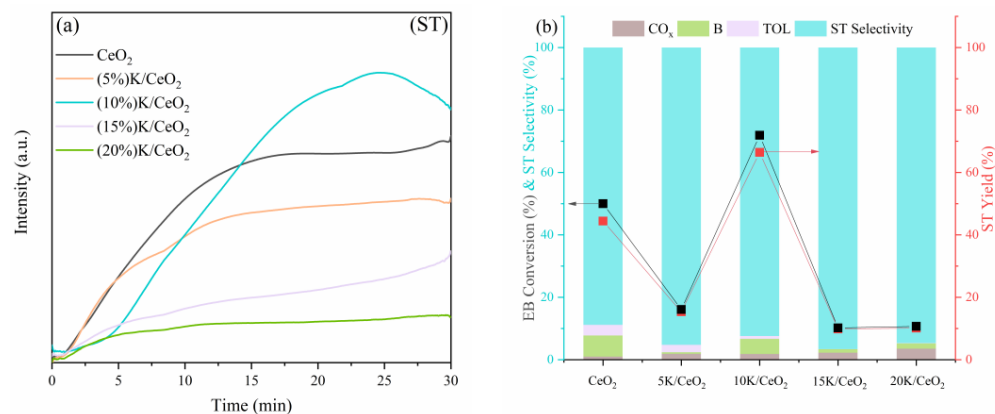 (a)
(ST)
CeO₂
(5%)K/CeO₂
(10%)K/CeO₂
(15%)K/CeO₂
(20%)K/CeO₂
Intensity (a.u.)
0
5
10
15
20
25
30
Time (min)
(b)
COₓ
B
TOL
ST Selectivity
EB Conversion (%) & ST Selectivity (%)
100
80
60
40
20
0
100
80
60
40
20
0
ST Yield (%)
CeO₂
5K/CeO₂
10K/CeO₂
15K/CeO₂
20K/CeO₂